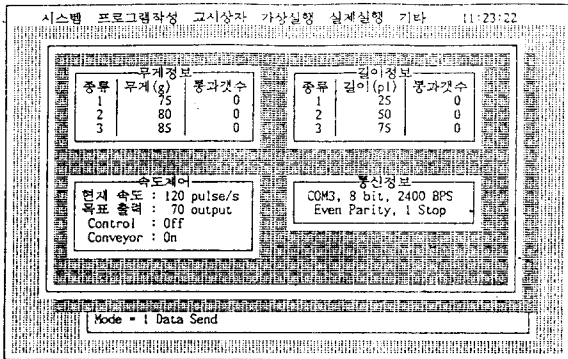 시스템 프로그램작성 교시상자 가상실행 실제실행 기타 11:23:22
무게정보
종류 무게(g) 통과갯수
1 75 0
2 80 0
3 85 0
길이정보
종류 길이(pl) 통과갯수
1 25 0
2 50 0
3 75 0
속도제어
현재 속도 : 120 pulse/s
목표 출력 : 70 output
Control : Off
Conveyor : On
통신정보
COM3, 8 bit, 2400 BPS
Even Parity, 1 Stop
Mode = 1 Data Send